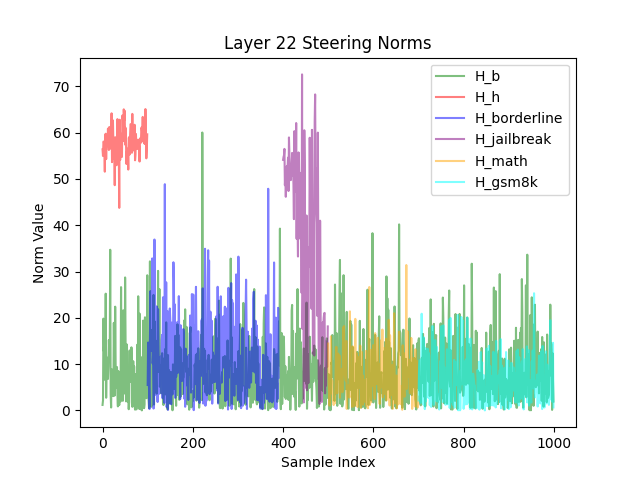 Layer 22 Steering Norms
Norm Value
70
60
50
40
30
20
10
0
H_b
H_h
H_borderline
H_jailbreak
H_math
H_gsm8k
0
200
400
600
800
1000
Sample Index